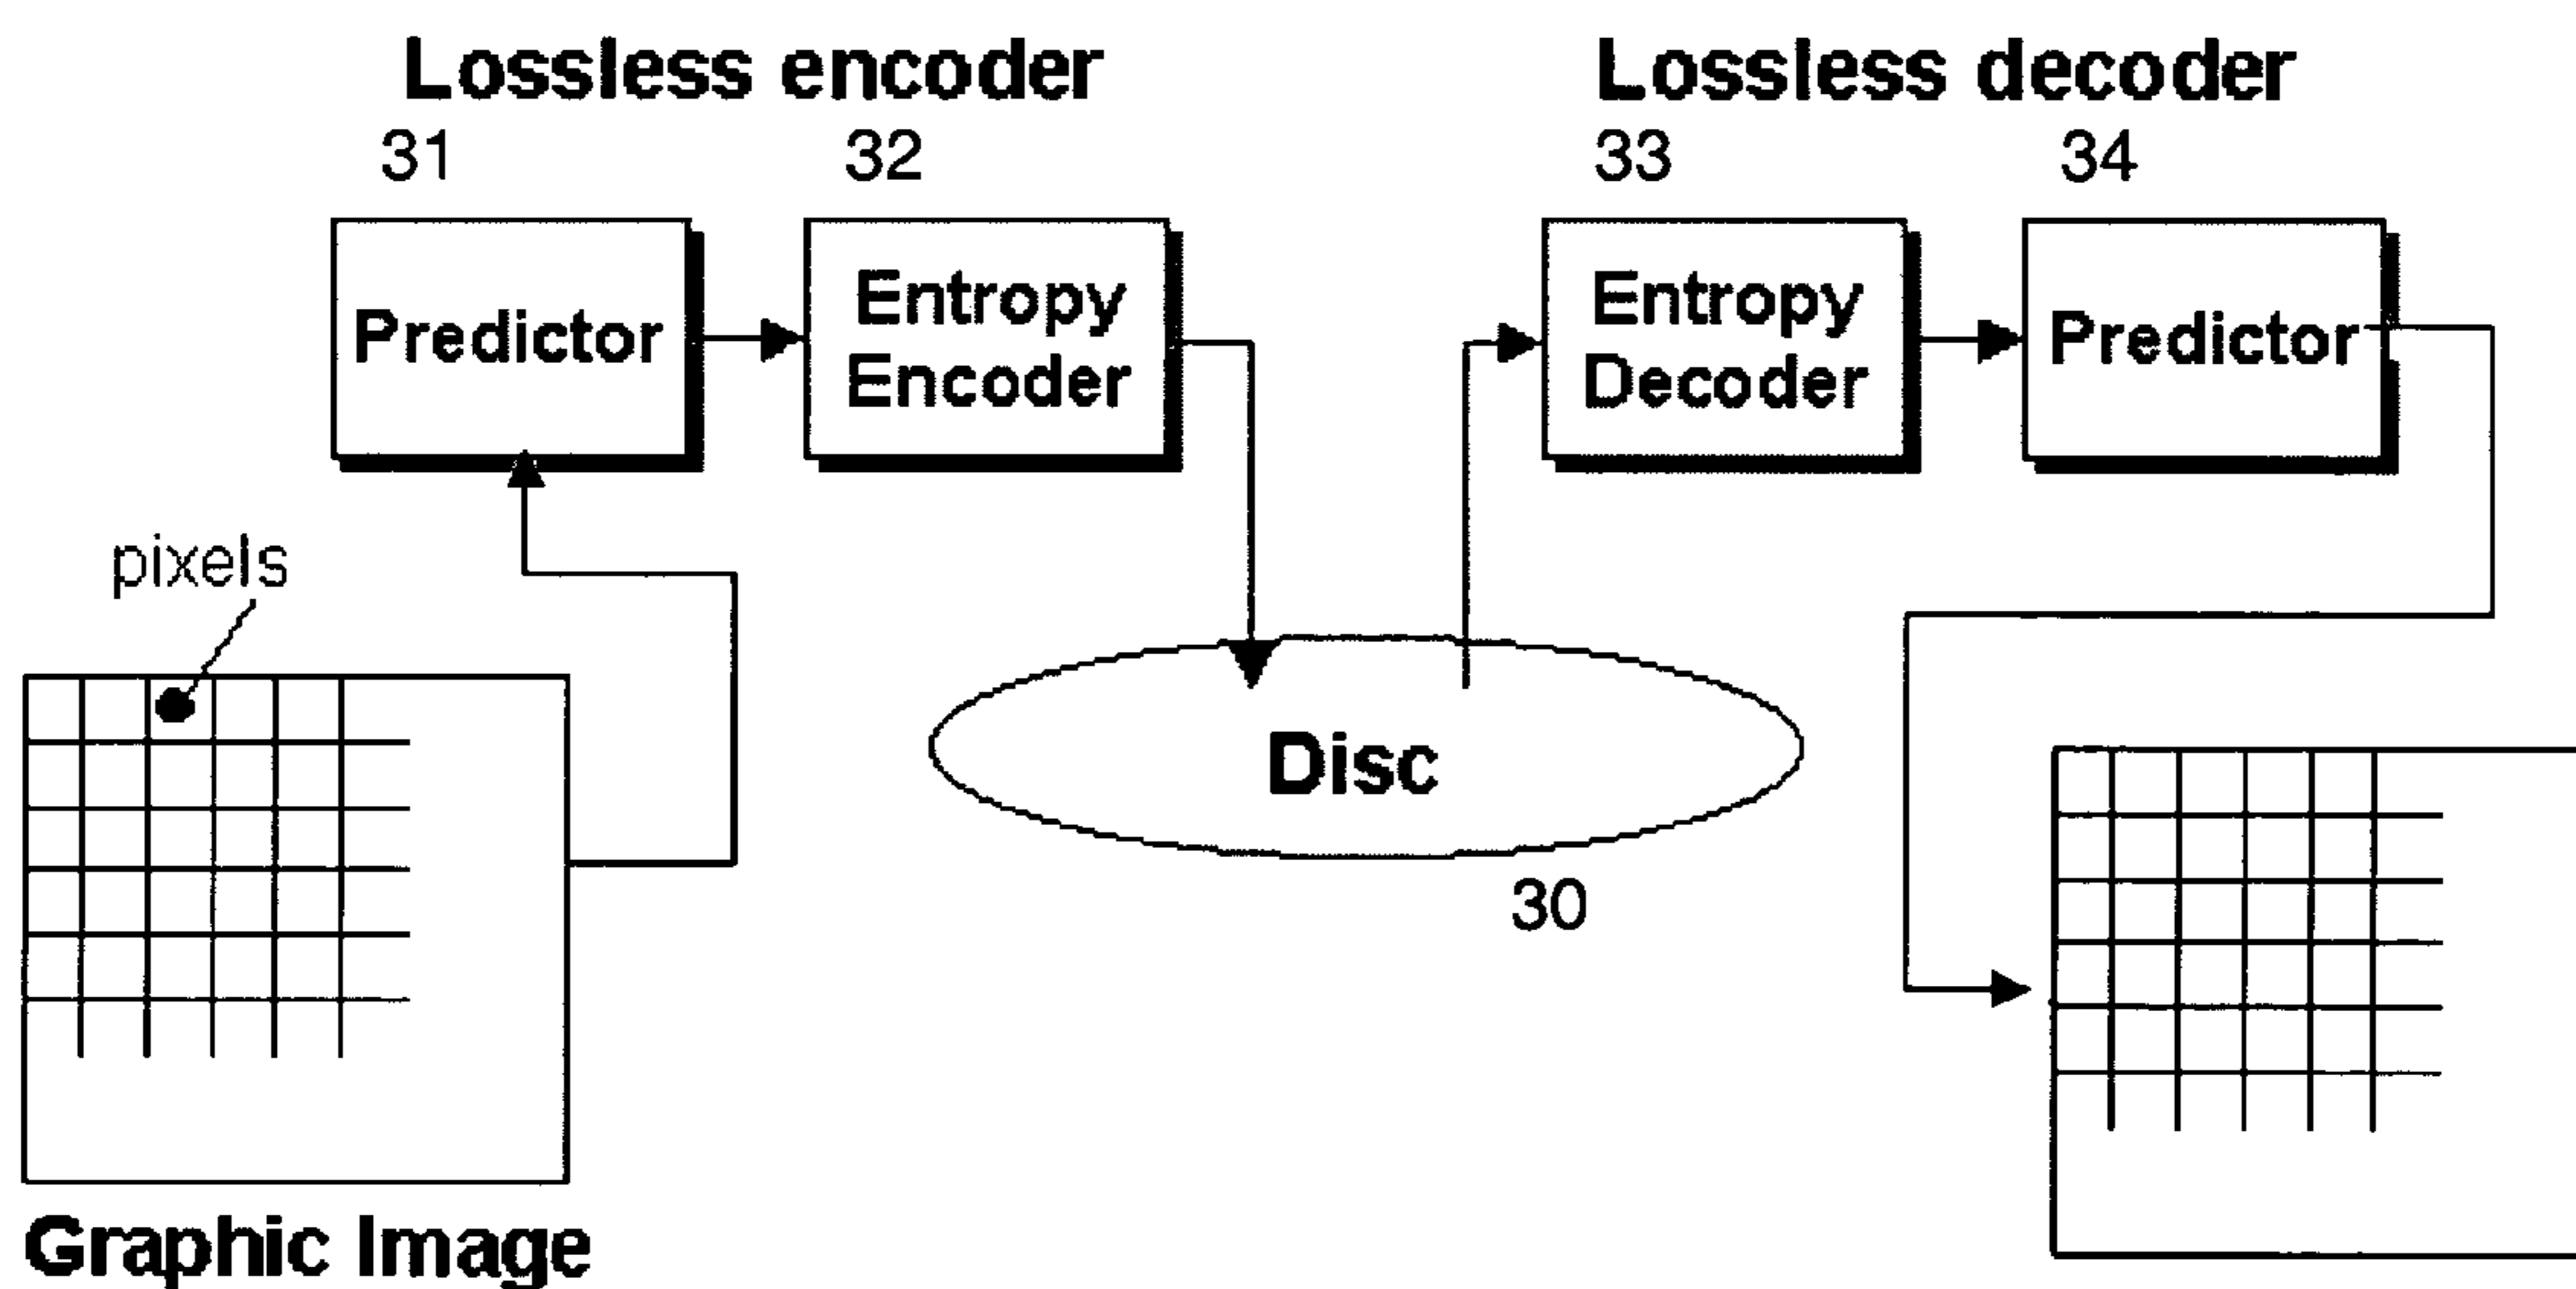 Lossless encoder
31 32
Predictor
Entropy
Encoder
pixels
Graphic Image
Disc
30
Lossless decoder
33 34
Entropy
Decoder
Predictor